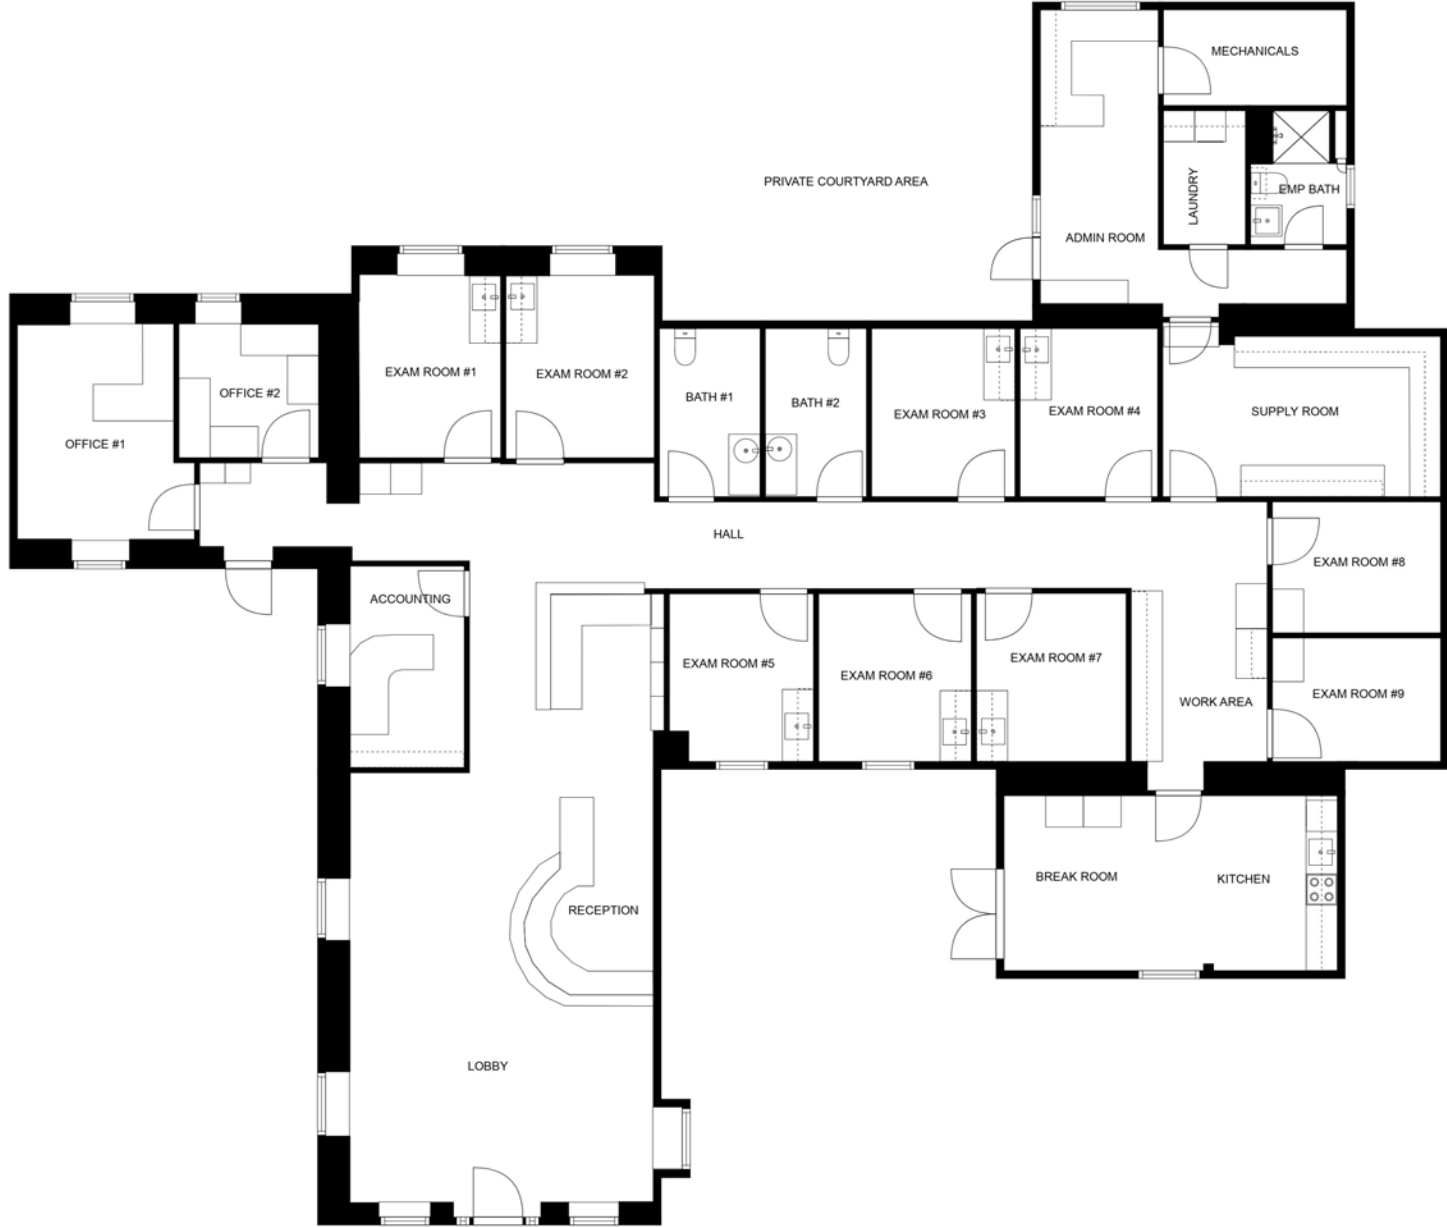 MECHANICALS
PRIVATE COURTYARD AREA
LAUNDRY
EMP BATH
ADMIN ROOM
EXAM ROOM #1
EXAM ROOM #2
OFFICE #2
BATH #1
BATH #2
EXAM ROOM #3
EXAM ROOM #4
SUPPLY ROOM
OFFICE #1
HALL
EXAM ROOM #8
ACCOUNTING
EXAM ROOM #5
EXAM ROOM #6
EXAM ROOM #7
EXAM ROOM #9
WORK AREA
BREAK ROOM
KITCHEN
RECEPTION
LOBBY